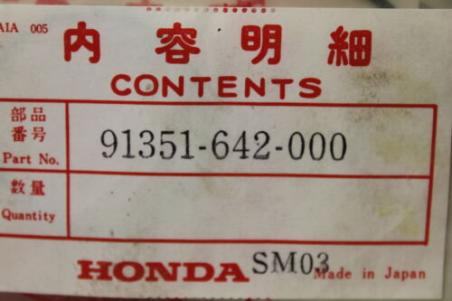 AIA 005
内容明細
CONTENTS
部品
番号
Part No.
91351-642-000
数量
Quantity
HONDA SM03 Made in Japan